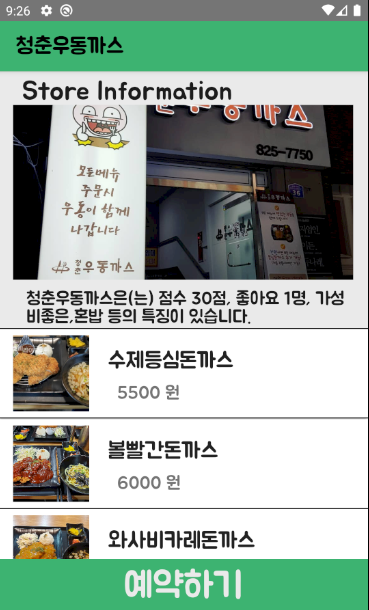 9:26
청춘우동까스
Store Information
우동까스
825-7750
모든메뉴
주문시
우동이 함께
나갑니다
청춘우동까스
청춘우동까스은(는) 점수 30점, 좋아요 1명, 가성
비좋은,혼밥 등의 특징이 있습니다.
수제등심돈까스
5500 원
볼빨간돈까스
6000 원
와사비카레돈까스
예약하기